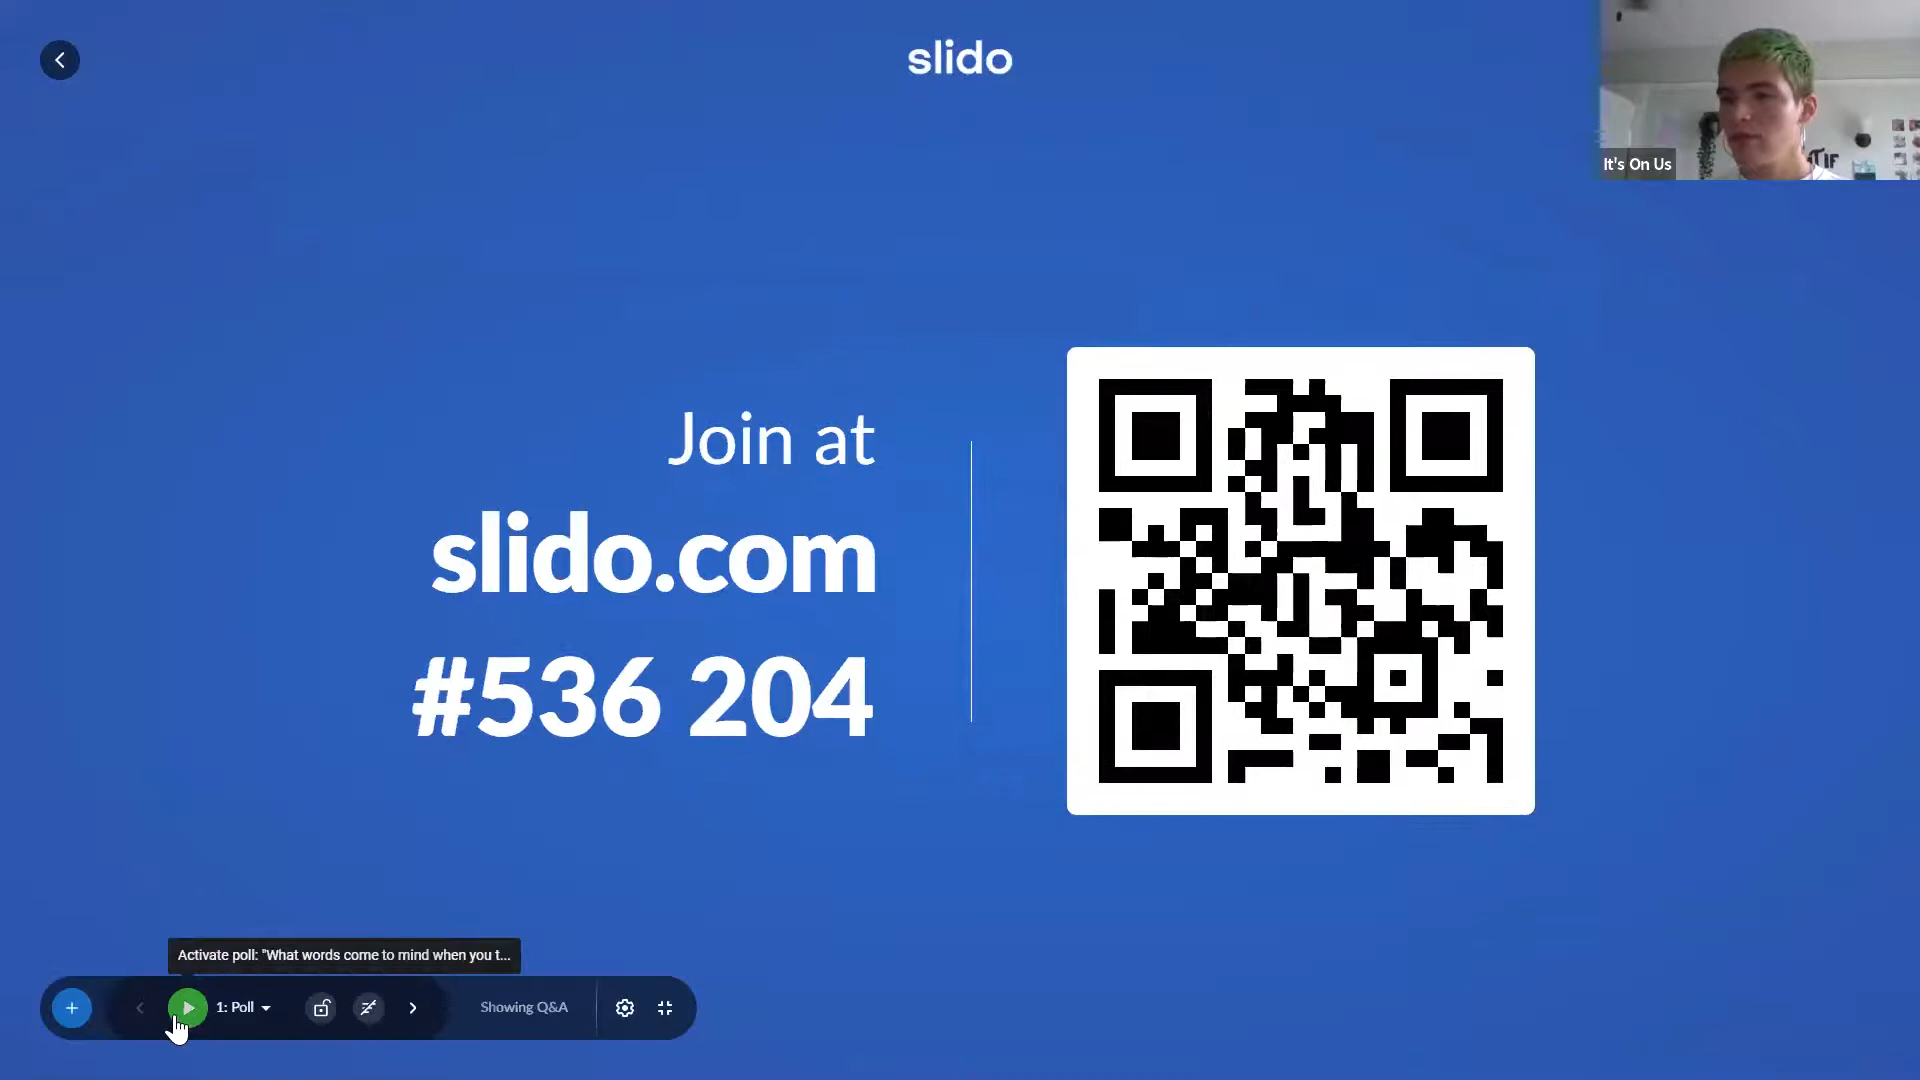 slido
It's On Us
TIF
Join at
slido.com
#536 204
Activate poll: "What words come to mind when you t...
1: Poll
Showing Q&A